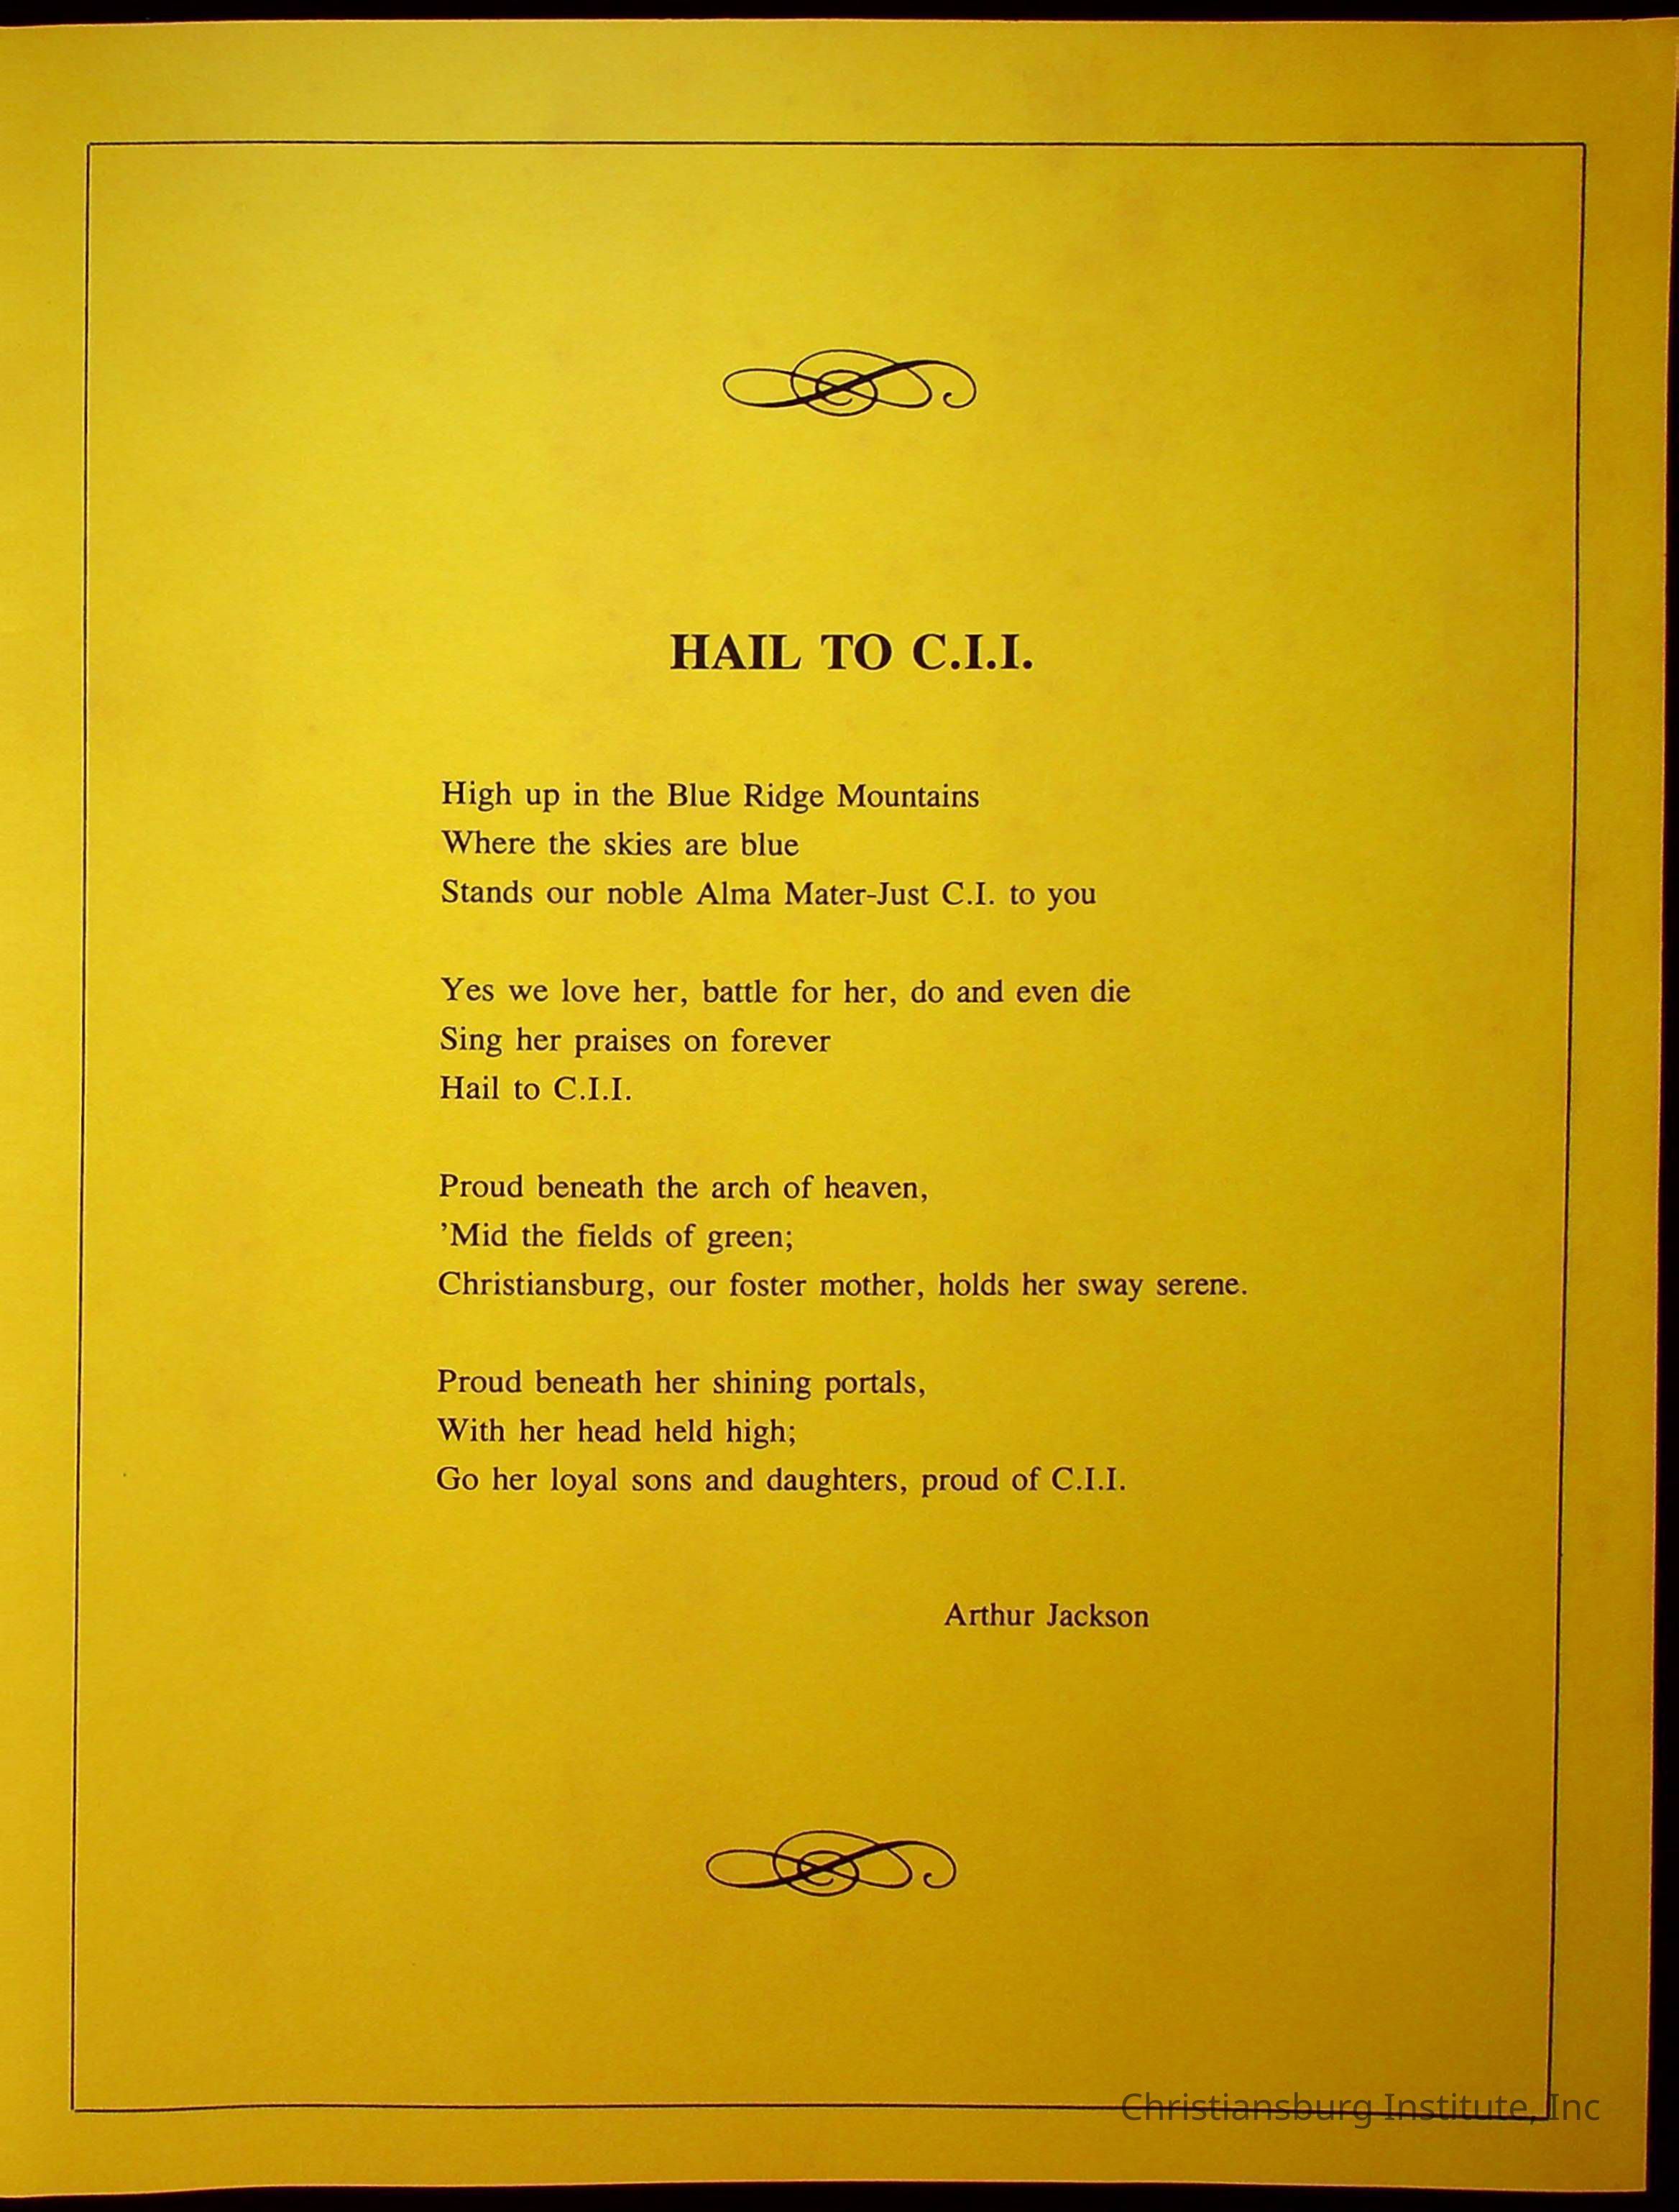 HAIL TO C.I.I.
High up in the Blue Ridge Mountains
Where the skies are blue
Stands our noble Alma Mater-Just C.I. to you
Yes we love her, battle for her, do and even die
Sing her praises on forever
Hail to C.I.I.
Proud beneath the arch of heaven,
’Mid the fields of green;
Christiansburg, our foster mother, holds her sway serene.
Proud beneath her shining portals,
With her head held high;
Go her loyal sons and daughters, proud of C.I.I.
Arthur Jackson
Christiansburg Institute, Inc